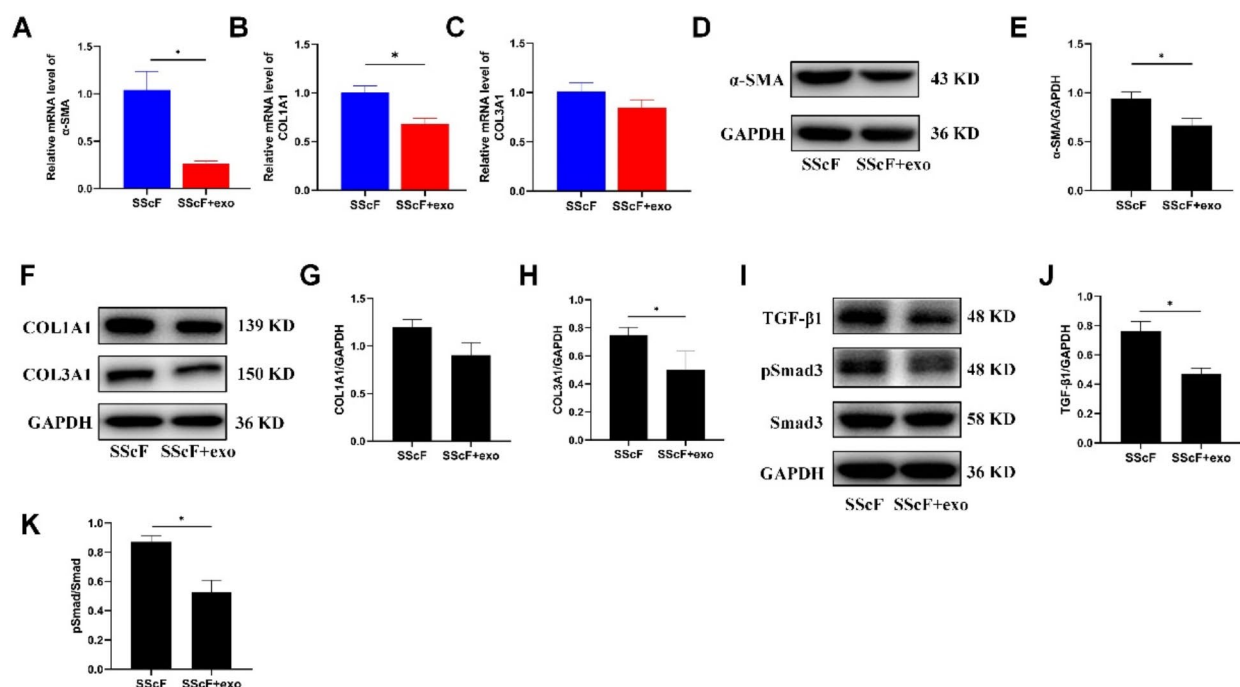 A
Relative mRNA level of
α-SMA
1.5
1.0
0.5
0.0
*
SScF SScF+exo
B
Relative mRNA level of
COL1A1
1.5
1.0
0.5
0.0
*
SScF SScF+exo
C
Relative mRNA level of
COL3A1
1.5
1.0
0.5
0.0
SScF SScF+exo
D
α-SMA 43 KD
GAPDH 36 KD
SScF SScF+exo
E
α-SMA/GAPDH
1.5
1.0
0.5
0.0
*
SScF SScF+exo
F
COL1A1 139 KD
COL3A1 150 KD
GAPDH 36 KD
SScF SScF+exo
G
COL1A1/GAPDH
1.5
1.0
0.5
0.0
SScF SScF+exo
H
COL3A1/GAPDH
0.8
0.6
0.4
0.2
0.0
*
SScF SScF+exo
I
TGF-β1 48 KD
pSmad3 48 KD
Smad3 58 KD
GAPDH 36 KD
SScF SScF+exo
J
TGF-β1/GAPDH
1.0
0.8
0.6
0.4
0.2
0.0
*
SScF SScF+exo
K
pSmad/Smad
1.0
0.8
0.6
0.4
0.2
0.0
*
SScF SScF+exo